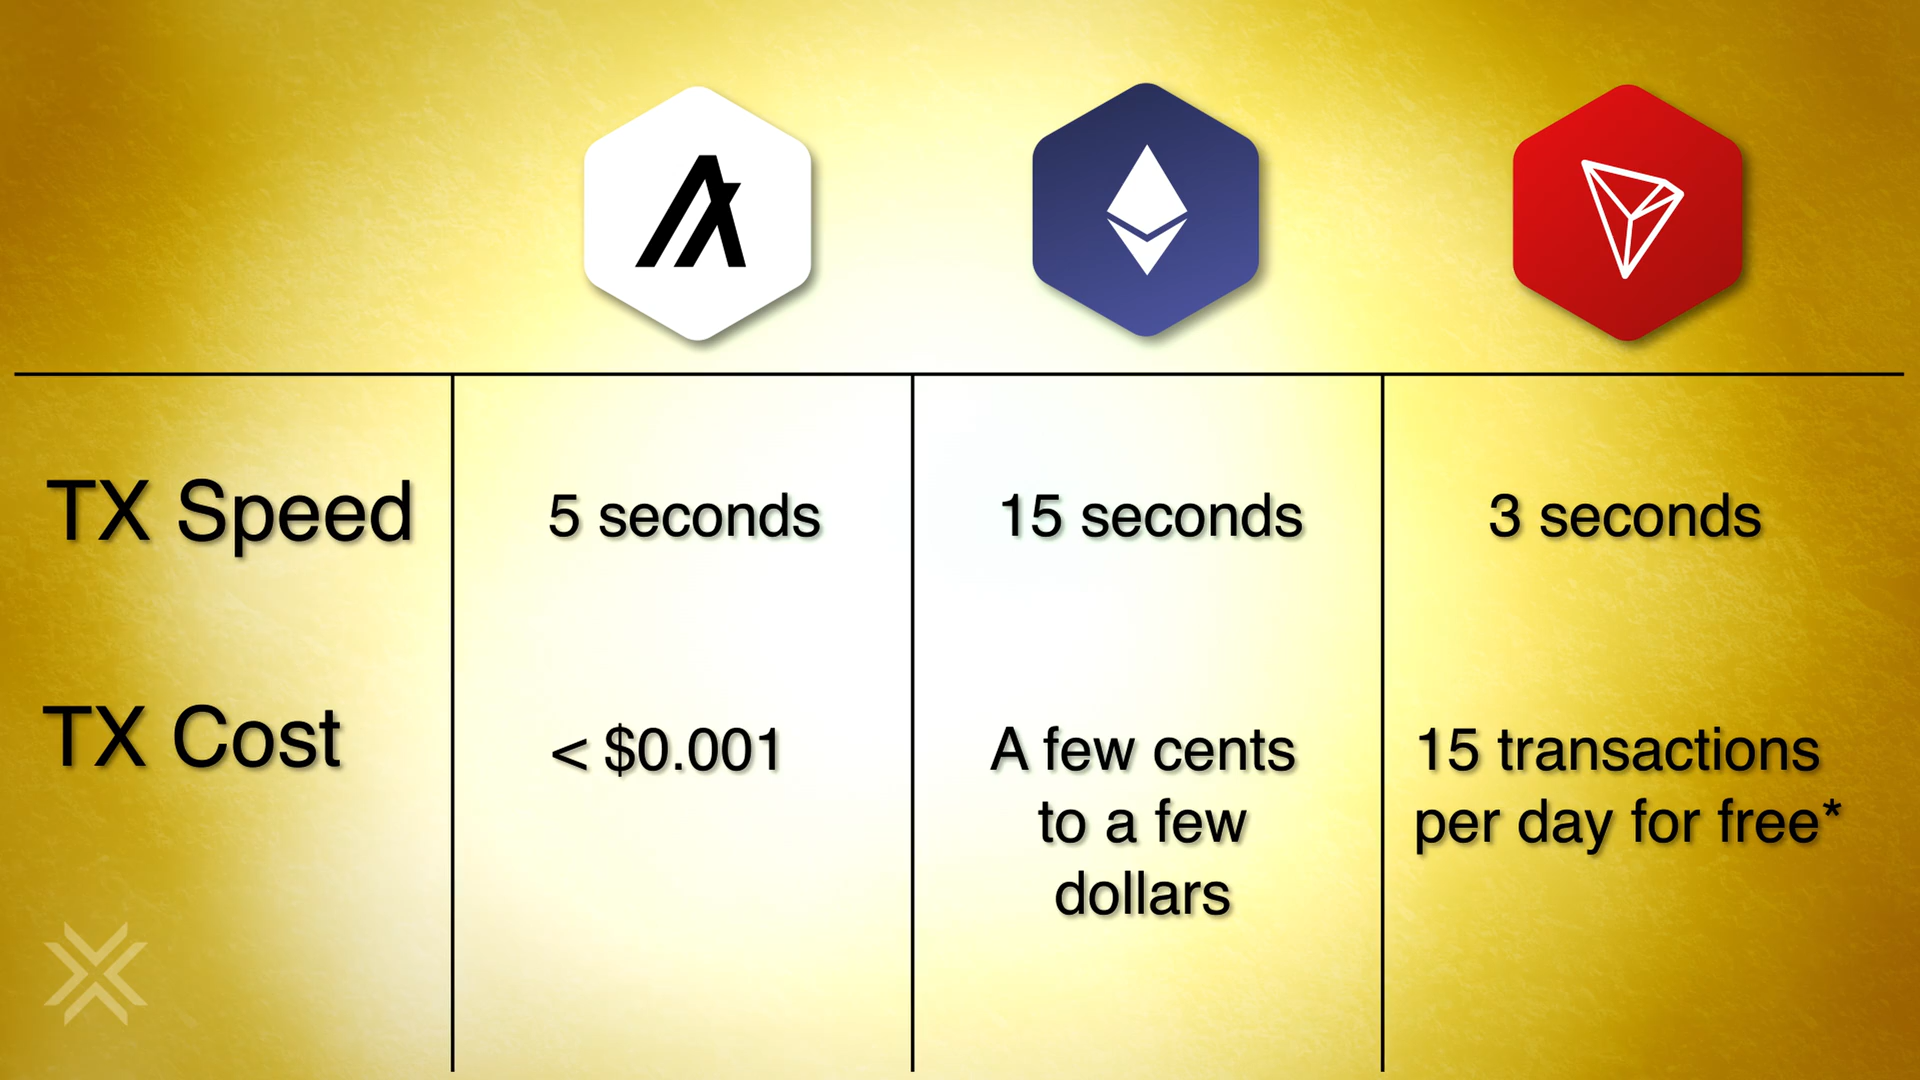 TX Speed
5 seconds
15 seconds
3 seconds
TX Cost
< $0.001
A few cents
to a few
dollars
15 transactions
per day for free*